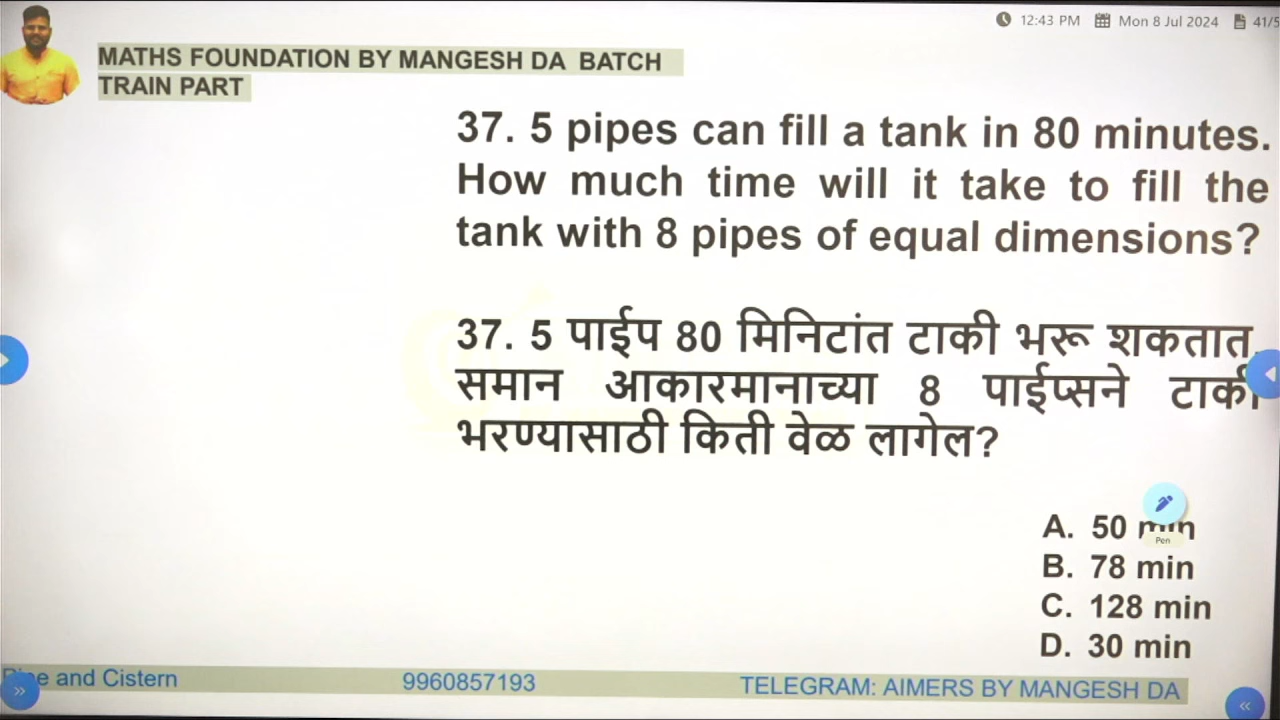 12:43 PM Mon 8 Jul 2024
MATHS FOUNDATION BY MANGESH DA BATCH
TRAIN PART
37. 5 pipes can fill a tank in 80 minutes.
How much time will it take to fill the
tank with 8 pipes of equal dimensions?
37. 5 पाईप 80 मिनिटांत टाकी भरू शकतात.
समान आकारमानाच्या 8 पाईप्सने टाकी
भरण्यासाठी किती वेळ लागेल?
A. 50 min
Pen
B. 78 min
C. 128 min
D. 30 min
and Cistern 9960857193 TELEGRAM: AIMERS BY MANGESH DA